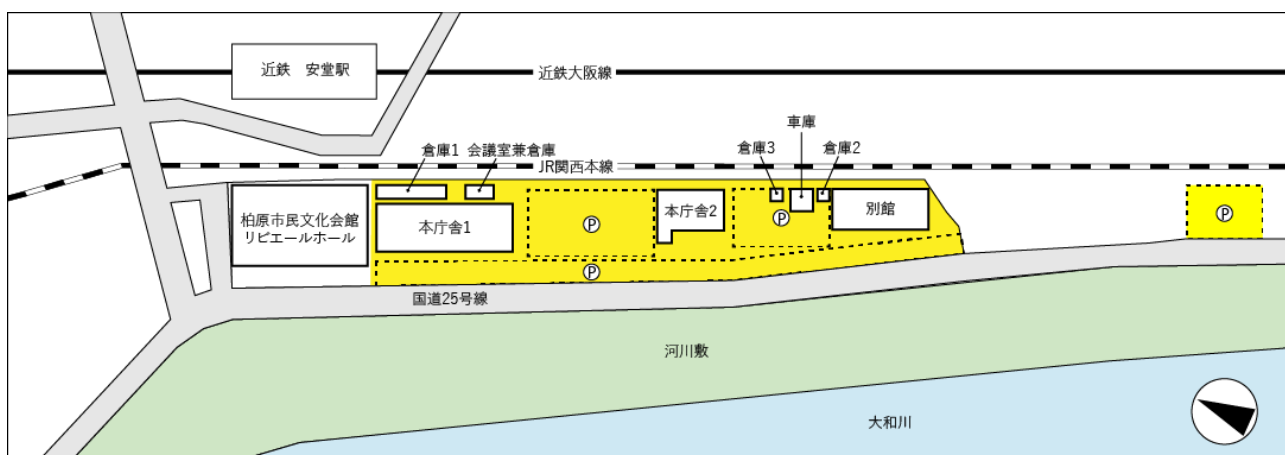 近鉄 安堂駅
近鉄大阪線
車庫
倉庫1 会議室兼倉庫
倉庫3
倉庫2
JR関西本線
柏原市民文化会館
リビエールホール
本庁舎1
P
本庁舎2
P
別館
P
P
国道25号線
河川敷
大和川